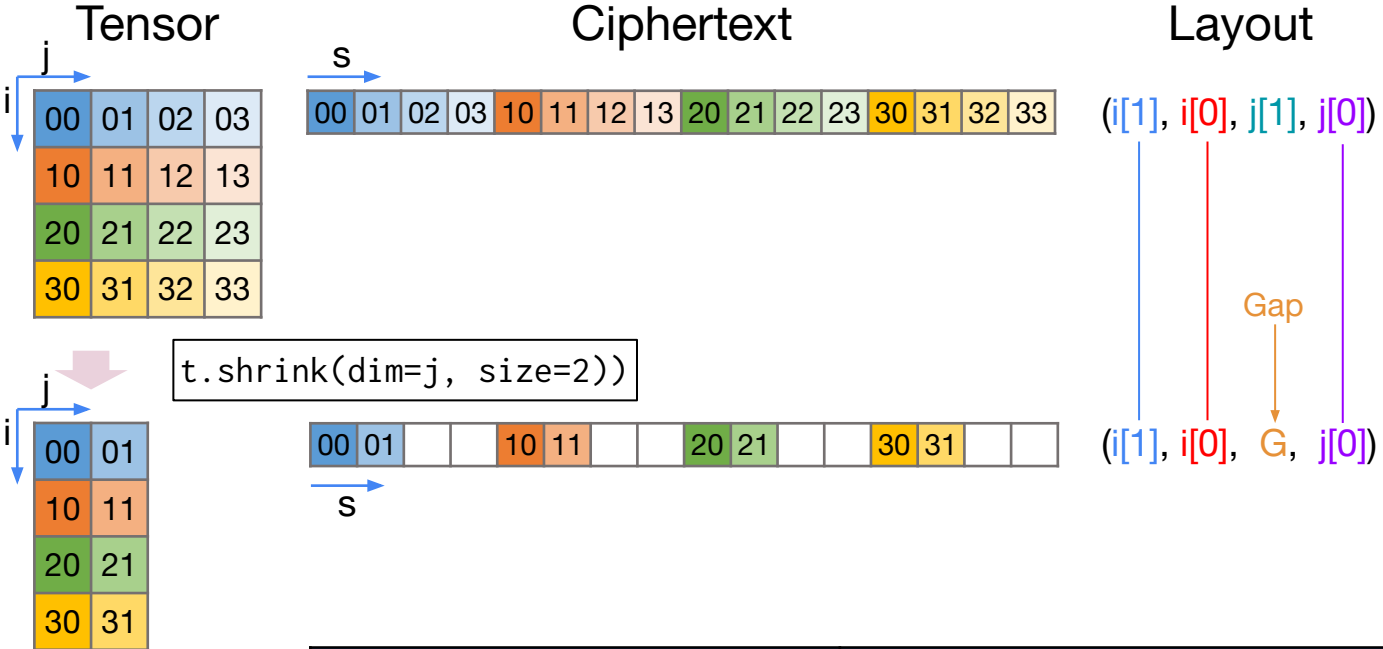 Tensor Ciphertext Layout
j
s
i
00 01 02 03
00 01 02 03 10 11 12 13 20 21 22 23 30 31 32 33
(i[1], i[0], j[1], j[0])
10 11 12 13
20 21 22 23
30 31 32 33
Gap
t.shrink(dim=j, size=2))
j
i
00 01
00 01 10 11 20 21 30 31
(i[1], i[0], G, j[0])
s
10 11
20 21
30 31